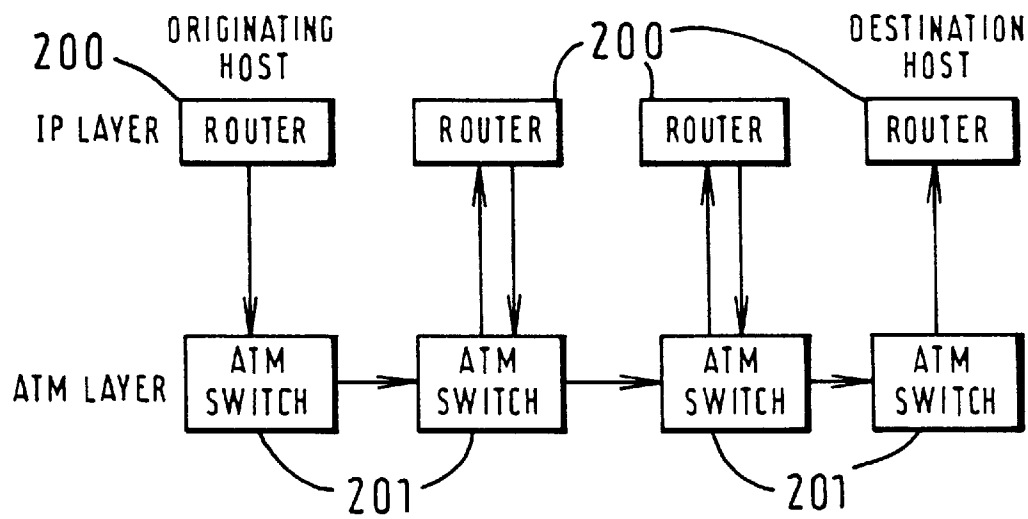 200
ORIGINATING
HOST
200
DESTINATION
HOST
IP LAYER
ROUTER
ROUTER
ROUTER
ROUTER
ATM LAYER
ATM
SWITCH
ATM
SWITCH
ATM
SWITCH
ATM
SWITCH
201
201